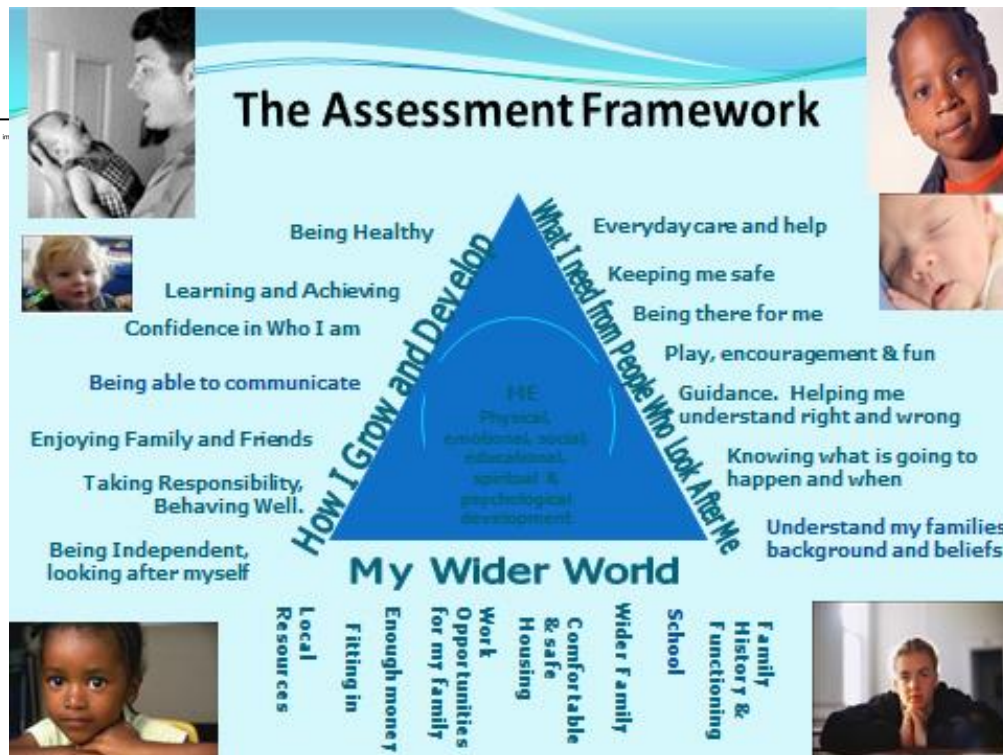 The Assessment Framework
Being Healthy
Learning and Achieving
Confidence in Who I am
Being able to communicate
Enjoying Family and Friends
Taking Responsibility,
Behaving Well.
Being Independent,
looking after myself
How I Grow and Develop
What I need from People Who Look After Me
Everyday care and help
Keeping me safe
Being there for me
Play, encouragement & fun
Guidance. Helping me
understand right and wrong
Knowing what is going to
happen and when
Understand my families
background and beliefs
ME
Physical,
emotional, social
educational,
spiritual &
psychological
development
My Wider World
Local
Resources
Fitting in
Enough money
Work
Opportunities
for my family
Comfortable
& safe
Housing
Wider Family
School
Family
History &
Functioning